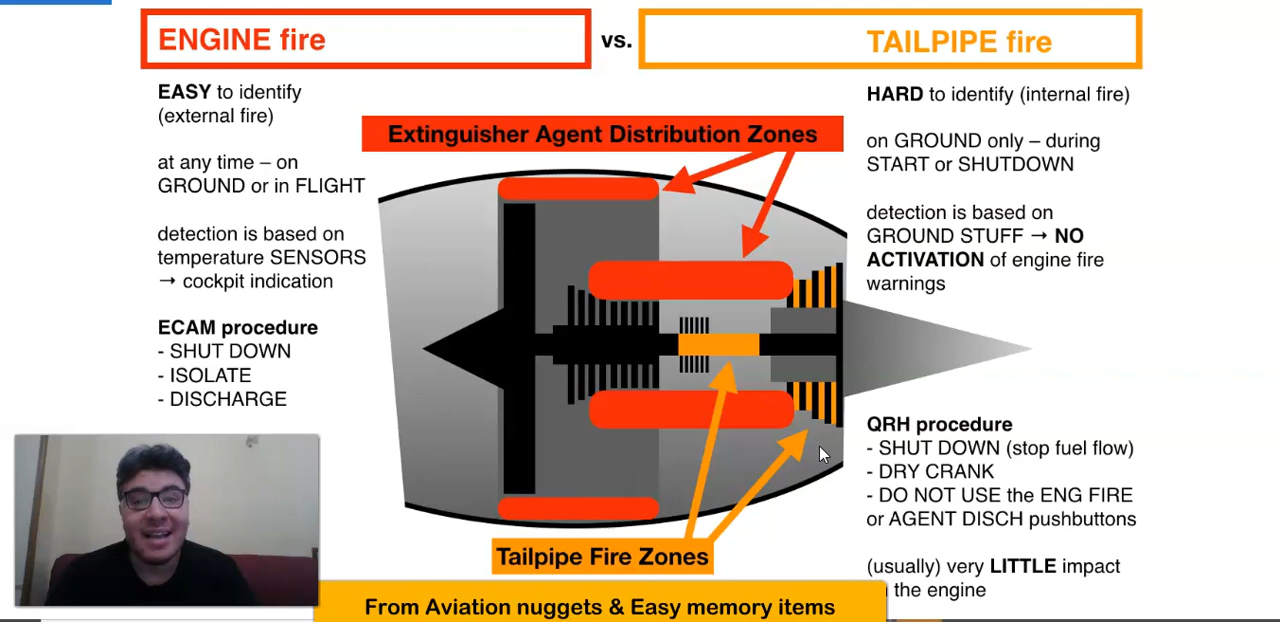 ENGINE fire
vs.
TAILPIPE fire
EASY to identify
(external fire)
at any time – on
GROUND or in FLIGHT
detection is based on
temperature SENSORS
→ cockpit indication
ECAM procedure
- SHUT DOWN
- ISOLATE
- DISCHARGE
Extinguisher Agent Distribution Zones
Tailpipe Fire Zones
HARD to identify (internal fire)
on GROUND only – during
START or SHUTDOWN
detection is based on
GROUND STUFF → NO
ACTIVATION of engine fire
warnings
QRH procedure
- SHUT DOWN (stop fuel flow)
- DRY CRANK
- DO NOT USE the ENG FIRE
or AGENT DISCH pushbuttons
(usually) very LITTLE impact
the engine
From Aviation nuggets & Easy memory items